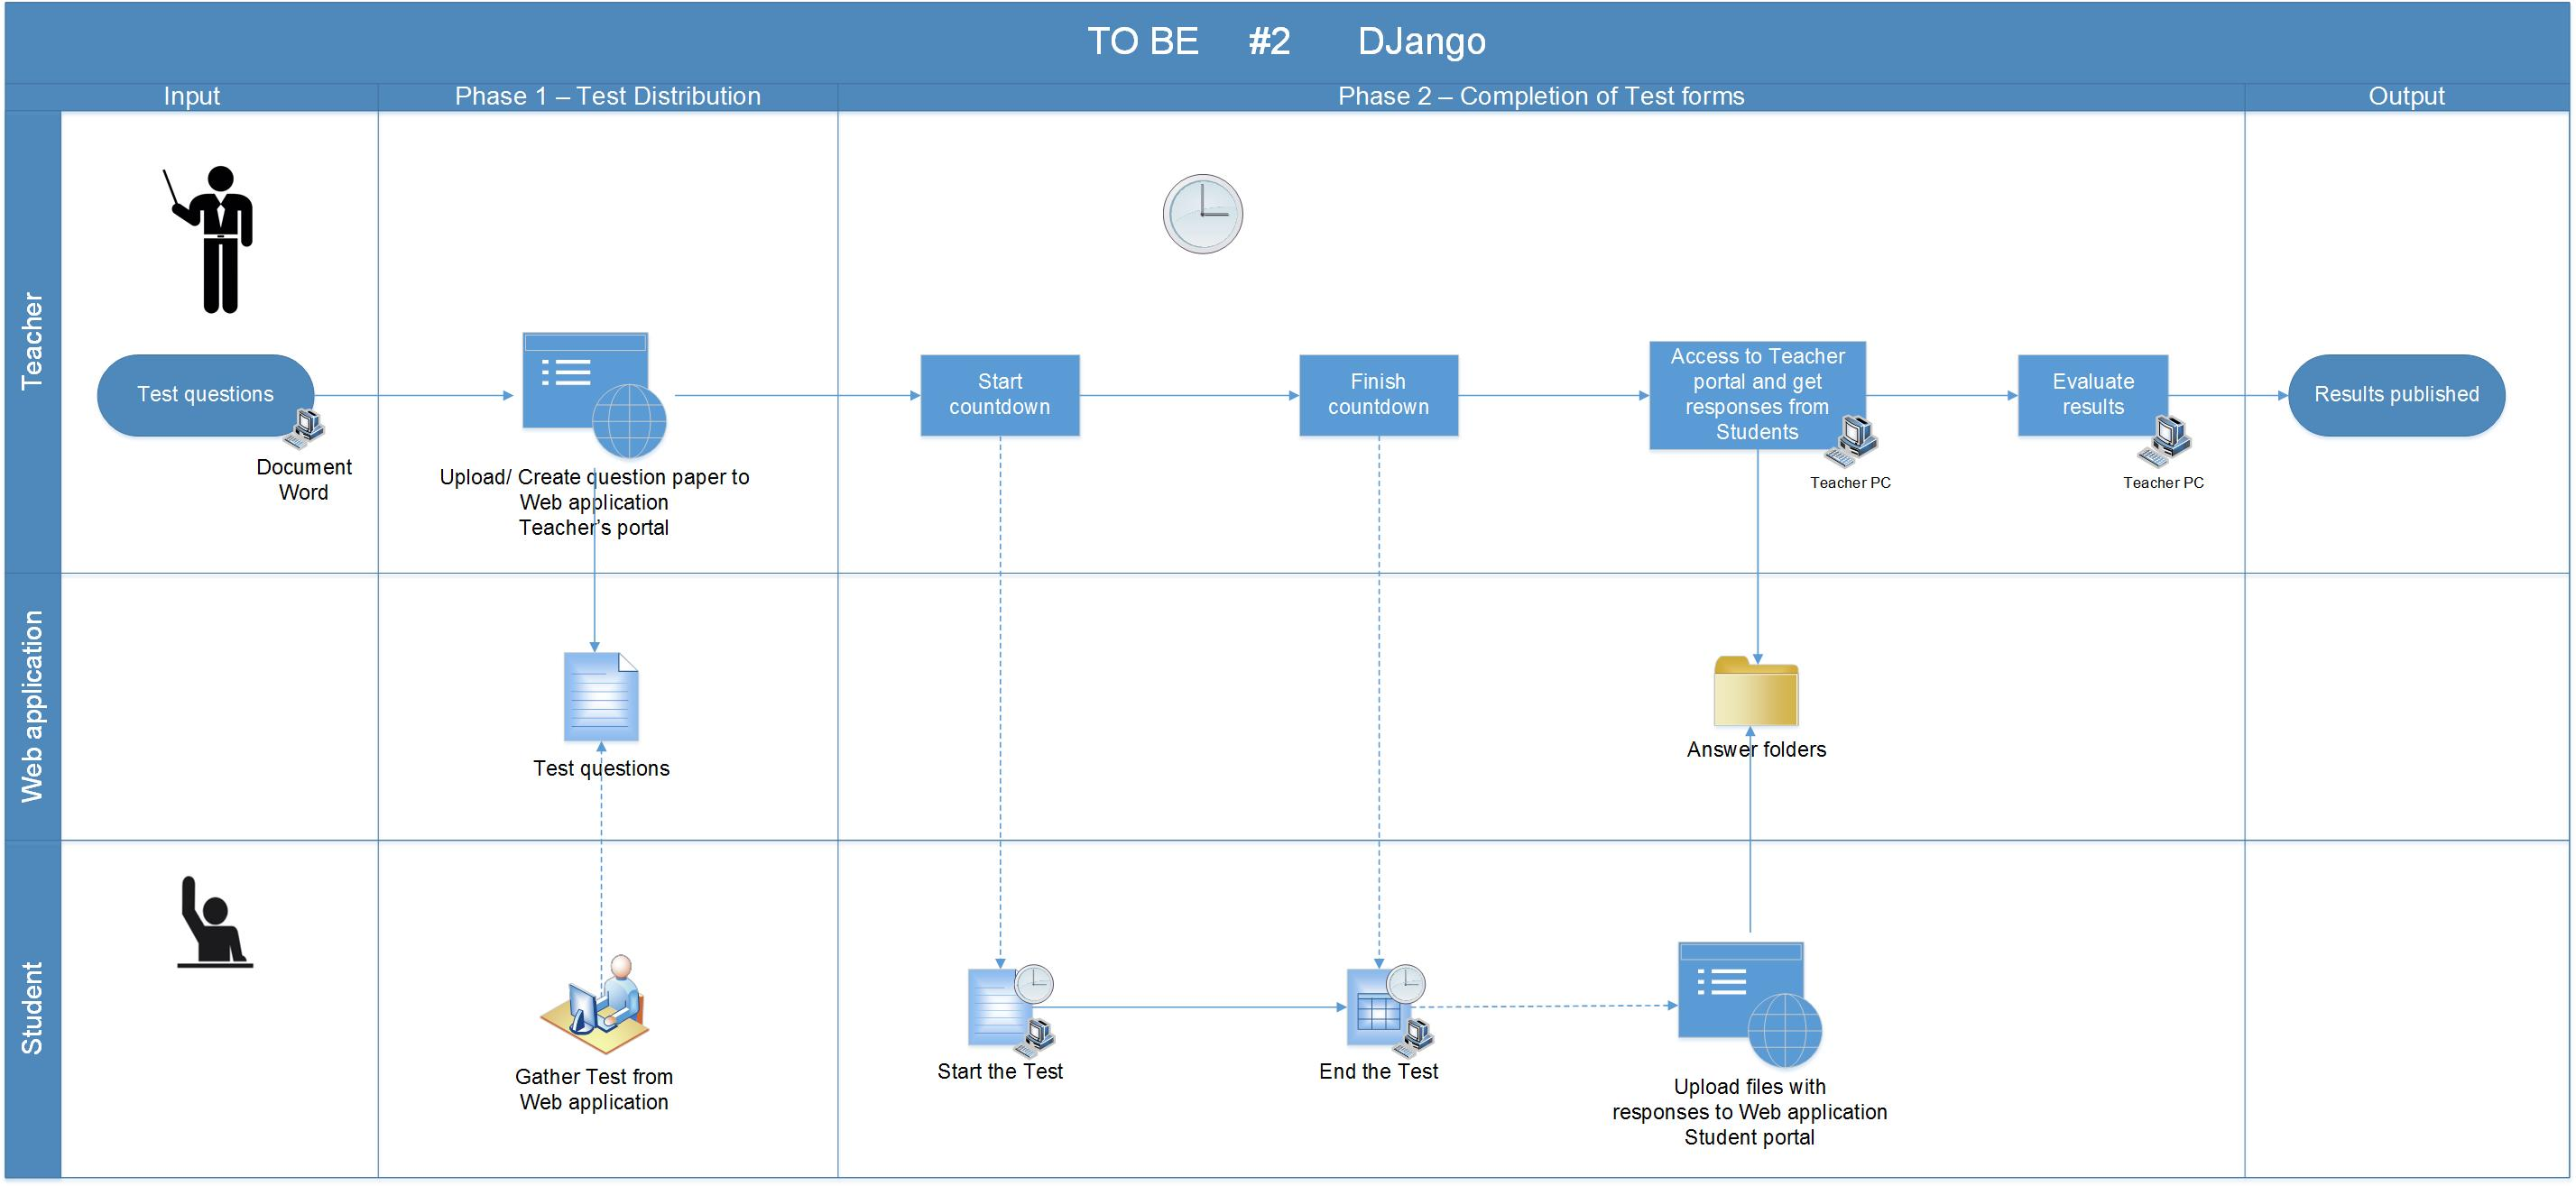 TO BE #2 DJango
Input
Phase 1 – Test Distribution
Phase 2 – Completion of Test forms
Output
Teacher
Test questions
Document
Word
Upload/ Create question paper to
Web application
Teacher's portal
Start
countdown
Finish
countdown
Access to Teacher
portal and get
responses from
Students
Teacher PC
Evaluate
results
Teacher PC
Results published
Web application
Test questions
Answer folders
Student
Gather Test from
Web application
Start the Test
End the Test
Upload files with
responses to Web application
Student portal